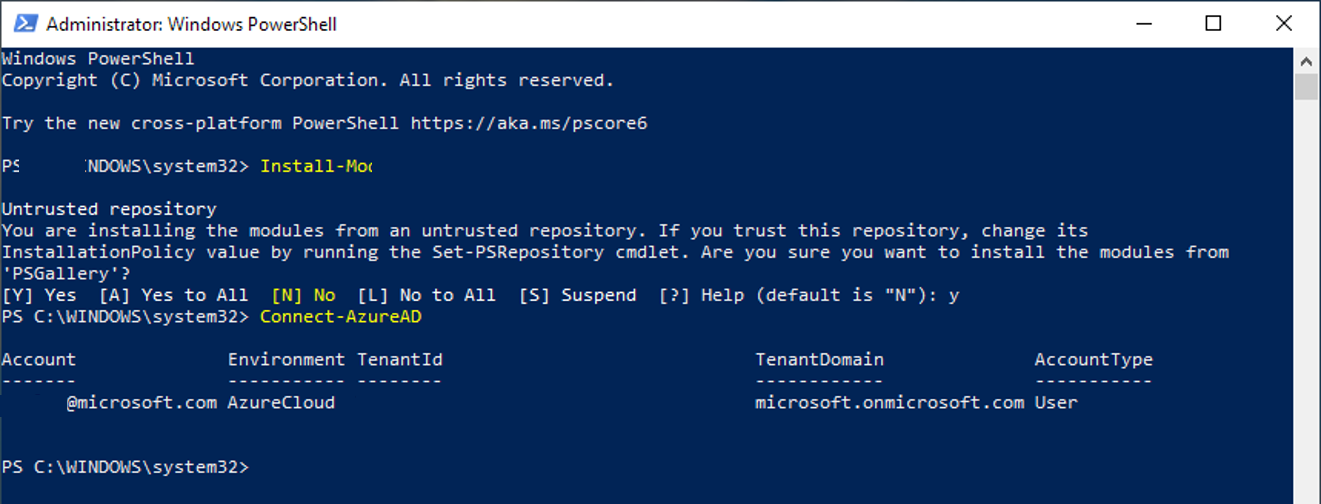 Administrator: Windows PowerShell
Windows PowerShell
Copyright (C) Microsoft Corporation. All rights reserved.
Try the new cross-platform PowerShell https://aka.ms/pscore6
PS NDOWS\system32> Install-Mod
Untrusted repository
You are installing the modules from an untrusted repository. If you trust this repository, change its
InstallationPolicy value by running the Set-PSRepository cmdlet. Are you sure you want to install the modules from
'PSGallery'?
[Y] Yes [A] Yes to All [N] No [L] No to All [S] Suspend [?] Help (default is "N"): y
PS C:\WINDOWS\system32> Connect-AzureAD
Account Environment TenantId TenantDomain AccountType
------- ----------- -------- ------------ -----------
@microsoft.com AzureCloud microsoft.onmicrosoft.com User
PS C:\WINDOWS\system32>